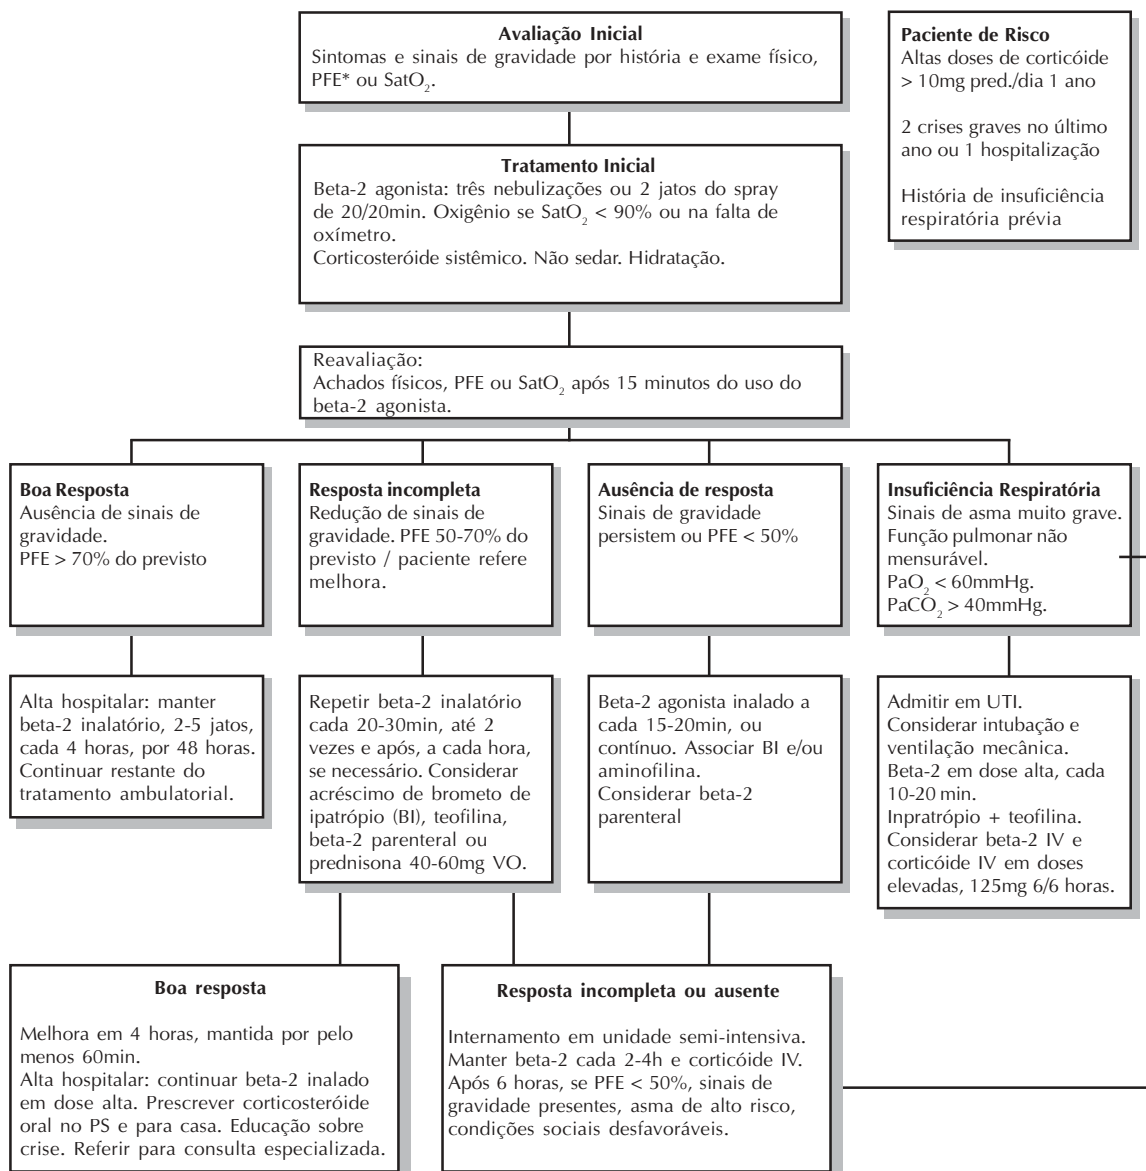 Avaliação Inicial
Sintomas e sinais de gravidade por história e exame físico,
PFE* ou SatO₂.
Paciente de Risco
Altas doses de corticóide
> 10mg pred./dia 1 ano
2 crises graves no último
ano ou 1 hospitalização
História de insuficiência
respiratória prévia
Tratamento Inicial
Beta-2 agonista: três nebulizações ou 2 jatos do spray
de 20/20min. Oxigênio se SatO₂ < 90% ou na falta de
oxímetro.
Corticosteróide sistêmico. Não sedar. Hidratação.
Reavaliação:
Achados físicos, PFE ou SatO₂ após 15 minutos do uso do
beta-2 agonista.
Boa Resposta
Ausência de sinais de
gravidade.
PFE > 70% do previsto
Resposta incompleta
Redução de sinais de
gravidade. PFE 50-70% do
previsto / paciente refere
melhora.
Ausência de resposta
Sinais de gravidade
persistem ou PFE < 50%
Insuficiência Respiratória
Sinais de asma muito grave.
Função pulmonar não
mensurável.
PaO₂ < 60mmHg.
PaCO₂ > 40mmHg.
Alta hospitalar: manter
beta-2 inalatório, 2-5 jatos,
cada 4 horas, por 48 horas.
Continuar restante do
tratamento ambulatorial.
Repetir beta-2 inalatório
cada 20-30min, até 2
vezes e após, a cada hora,
se necessário. Considerar
acréscimo de brometo de
ipatrópio (BI), teofilina,
beta-2 parenteral ou
prednisona 40-60mg VO.
Beta-2 agonista inalado a
cada 15-20min, ou
contínuo. Associar BI e/ou
aminofilina.
Considerar beta-2
parenteral
Admitir em UTI.
Considerar intubação e
ventilação mecânica.
Beta-2 em dose alta, cada
10-20 min.
Inpratrópio + teofilina.
Considerar beta-2 IV e
corticóide IV em doses
elevadas, 125mg 6/6 horas.
Boa resposta
Melhora em 4 horas, mantida por pelo
menos 60min.
Alta hospitalar: continuar beta-2 inalado
em dose alta. Prescrever corticosteróide
oral no PS e para casa. Educação sobre
crise. Referir para consulta especializada.
Resposta incompleta ou ausente
Internamento em unidade semi-intensiva.
Manter beta-2 cada 2-4h e corticóide IV.
Após 6 horas, se PFE < 50%, sinais de
gravidade presentes, asma de alto risco,
condições sociais desfavoráveis.